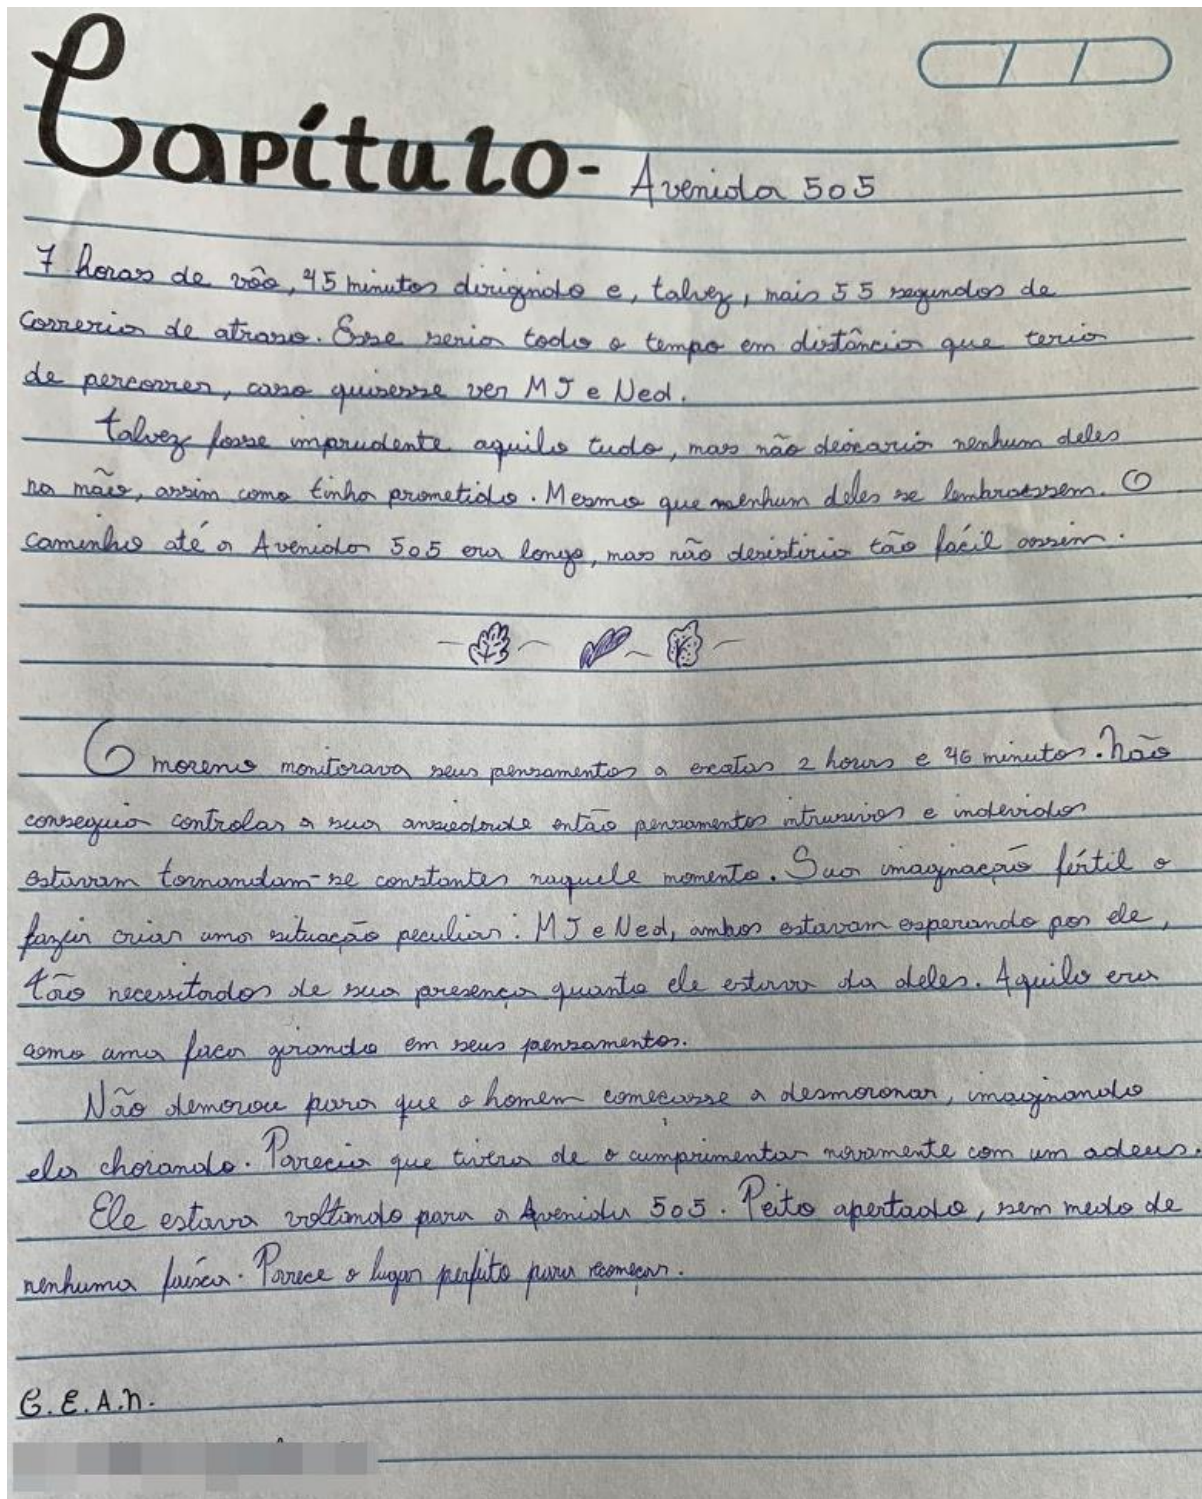 Capítulo - Avenida 505
7 horas de vôo, 45 minutos dirigindo e, talvez, mais 55 segundos de
correria de atraso. Esse seria todo o tempo em distância que teria
de percorrer, caso quisesse ver MJ e Ned.
talvez fosse imprudente aquilo tudo, mas não deixaria nenhum deles
na mão, assim como tinha prometido. Mesmo que nenhum deles se lembrassem. O
caminho até a Avenida 505 era longo, mas não desistiria tão fácil assim.
O moreno monitorava seus pensamentos a exatas 2 hours e 46 minutos. Não
conseguia controlar a sua ansiedade então pensamentos intrusivos e indevidos
estavam tornandam-se constantes naquele momento. Sua imaginação fértil o
fazia criar uma situação peculiar: MJ e Ned, ambos estavam esperando por ele,
tão necessitados de sua presença quanto ele estava da deles. Aquilo era
como uma faca girando em seus pensamentos.
Não demorou para que o homem começasse a desmoronar, imaginando
ela chorando. Parecia que tivera de o cumprimentar novamente com um adeus.
Ele estava voltando para a Avenida 505. Peito apertado, sem medo de
nenhuma faísca. Parece o lugar perfeito para recomeçar.
G.E.A.N.